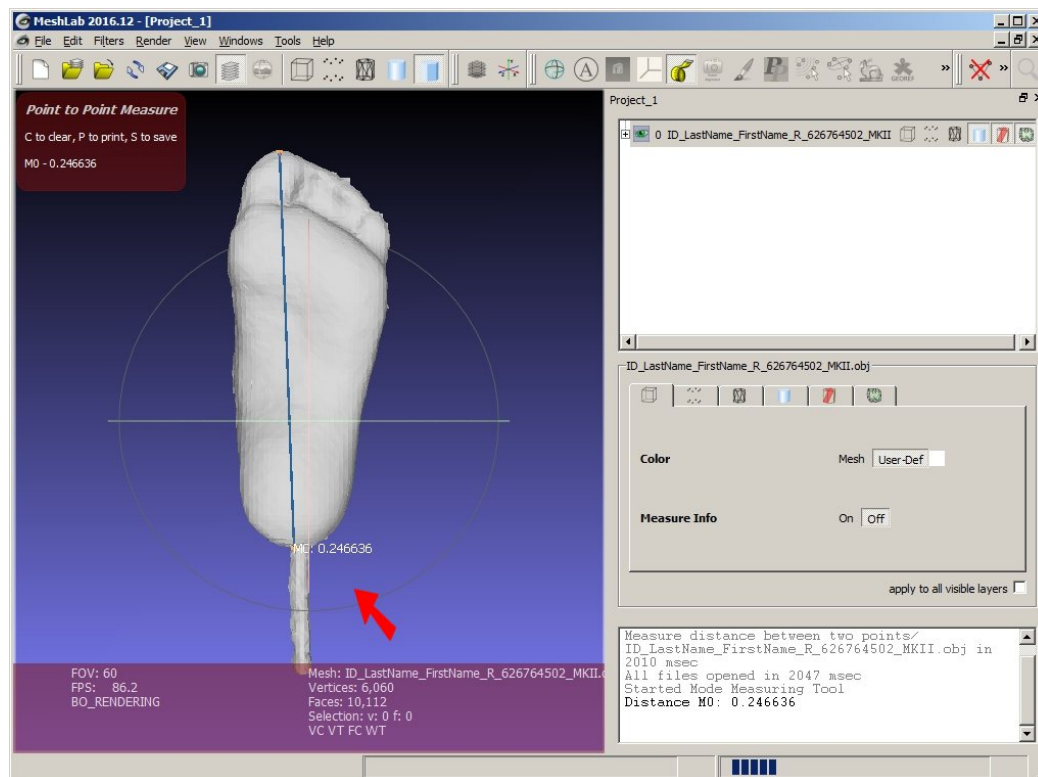 MeshLab 2016.12 - [Project_1]
File Edit Filters Render View Windows Tools Help
A
Project_1
Point to Point Measure
C to clear, P to print, S to save
M0 - 0.246636
0 ID_LastName_FirstName_R_626764502_MKII
M0: 0.246636
ID_LastName_FirstName_R_626764502_MKII.obj
Color Mesh User-Def
Measure Info On Off
apply to all visible layers
FOV: 60
FPS: 86.2
BO_RENDERING
Mesh: ID_LastName_FirstName_R_626764502_MKII.
Vertices: 6,060
Faces: 10,112
Selection: v: 0 f: 0
VC VT FC WT
Measure distance between two points/
ID_LastName_FirstName_R_626764502_MKII.obj in
2010 msec
All files opened in 2047 msec
Started Mode Measuring Tool
Distance M0: 0.246636